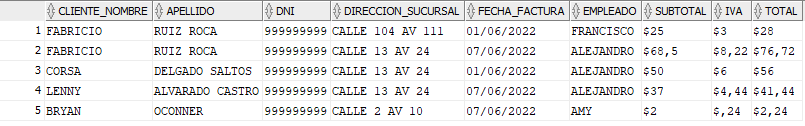 CLIENTE_NOMBRE APELLIDO DNI DIRECCION_SUCURSAL FECHA_FACTURA EMPLEADO SUBTOTAL IVA TOTAL
1 FABRICIO RUIZ ROCA 999999999 CALLE 104 AV 111 01/06/2022 FRANCISCO $25 $3 $28
2 FABRICIO RUIZ ROCA 999999999 CALLE 13 AV 24 07/06/2022 ALEJANDRO $68,5 $8,22 $76,72
3 CORSA DELGADO SALTOS 999999999 CALLE 13 AV 24 01/06/2022 ALEJANDRO $50 $6 $56
4 LENNY ALVARADO CASTRO 999999999 CALLE 13 AV 24 07/06/2022 ALEJANDRO $37 $4,44 $41,44
5 BRYAN OCONNER 999999999 CALLE 2 AV 10 07/06/2022 AMY $2 $,24 $2,24